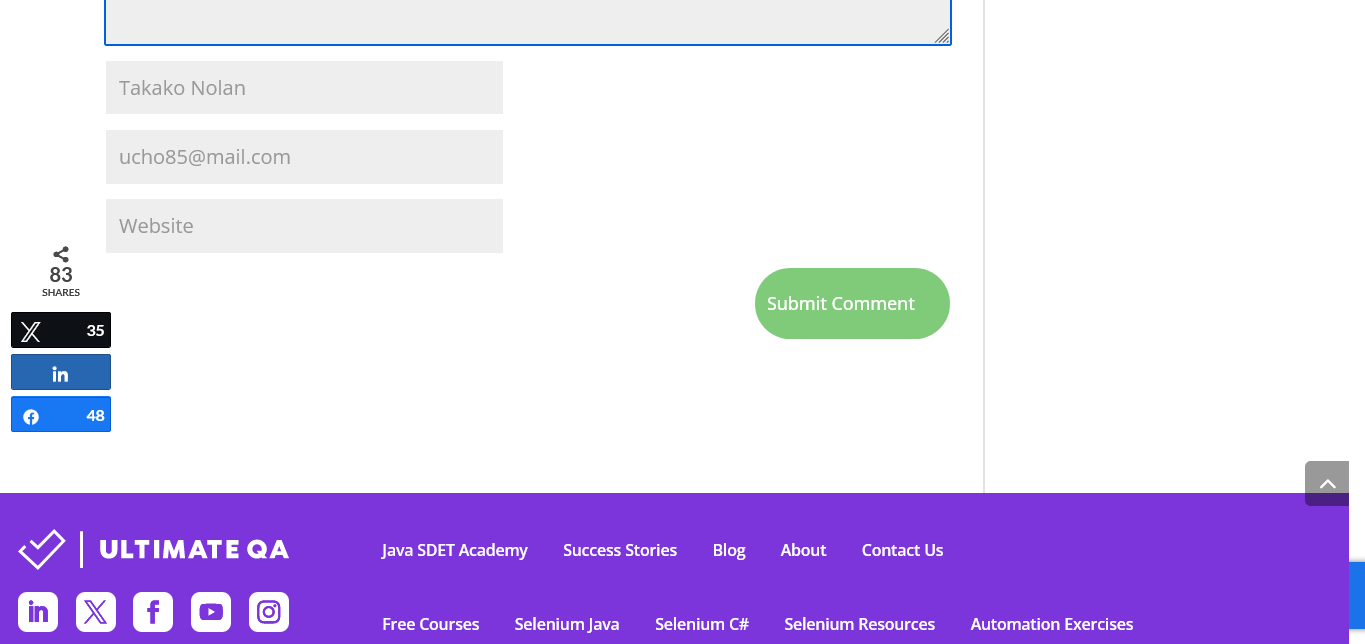 Takako Nolan
ucho85@mail.com
Website
83
SHARES
Submit Comment
35
48
ULTIMATE QA
Java SDET Academy Success Stories Blog About Contact Us
Free Courses Selenium Java Selenium C# Selenium Resources Automation Exercises